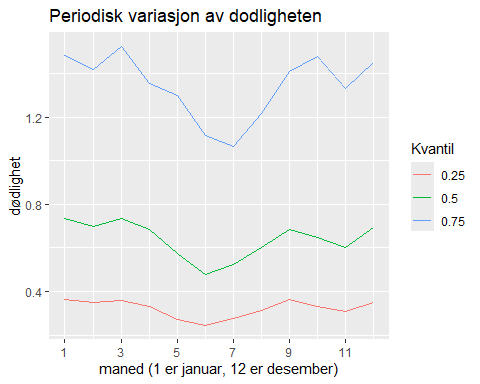 Periodisk variasjon av dodligheten
dødlighet
1.2
0.8
0.4
1 3 5 7 9 11
maned (1 er januar, 12 er desember)
Kvantil
0.25
0.5
0.75